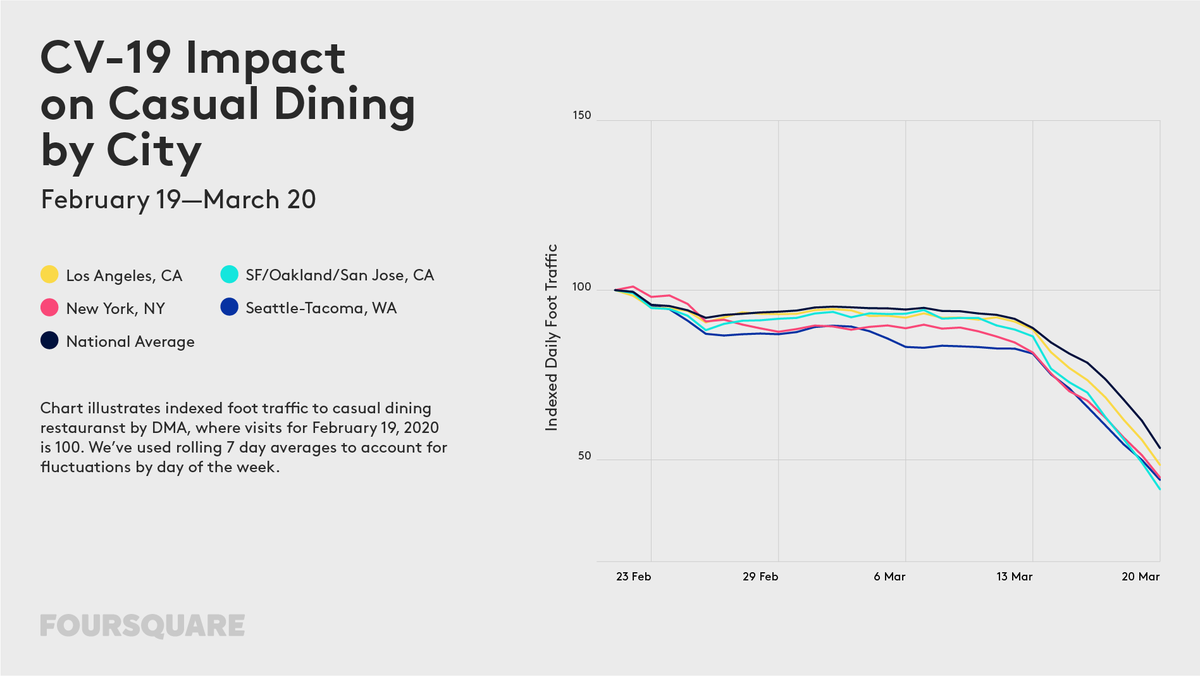 CV-19 Impact
on Casual Dining
by City
February 19—March 20
Los Angeles, CA
SF/Oakland/San Jose, CA
New York, NY
Seattle-Tacoma, WA
National Average
Chart illustrates indexed foot traffic to casual dining
restauranst by DMA, where visits for February 19, 2020
is 100. We've used rolling 7 day averages to account for
fluctuations by day of the week.
FOURSQUARE
Indexed Daily Foot Traffic
150
100
50
23 Feb
29 Feb
6 Mar
13 Mar
20 Mar